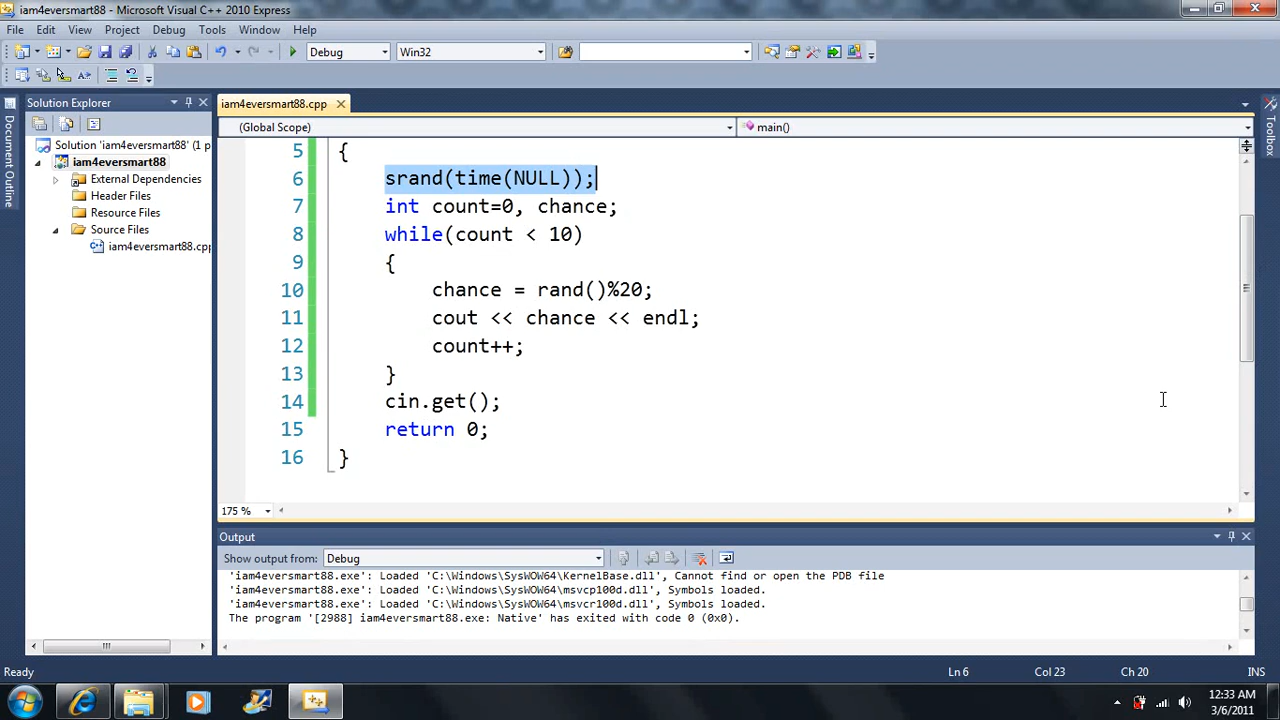 iam4eversmart88 - Microsoft Visual C++ 2010 Express
File Edit View Project Debug Tools Window Help
Debug Win32
Solution Explorer
iam4eversmart88.cpp
(Global Scope) main()
Document Outline
Toolbox
Solution 'iam4eversmart88' (1 p
iam4eversmart88
External Dependencies
Header Files
Resource Files
Source Files
iam4eversmart88.cpp
5 {
6 srand(time(NULL));
7 int count=0, chance;
8 while(count < 10)
9 {
10 chance = rand()%20;
11 cout << chance << endl;
12 count++;
13 }
14 cin.get();
15 return 0;
16 }
175 %
Output
Show output from: Debug
'iam4eversmart88.exe': Loaded 'C:\Windows\SysWOW64\KernelBase.dll', Cannot find or open the PDB file
'iam4eversmart88.exe': Loaded 'C:\Windows\SysWOW64\msvcp100d.dll', Symbols loaded.
'iam4eversmart88.exe': Loaded 'C:\Windows\SysWOW64\msvcr100d.dll', Symbols loaded.
The program '[2988] iam4eversmart88.exe: Native' has exited with code 0 (0x0).
Ready Ln 6 Col 23 Ch 20 INS
12:33 AM
3/6/2011